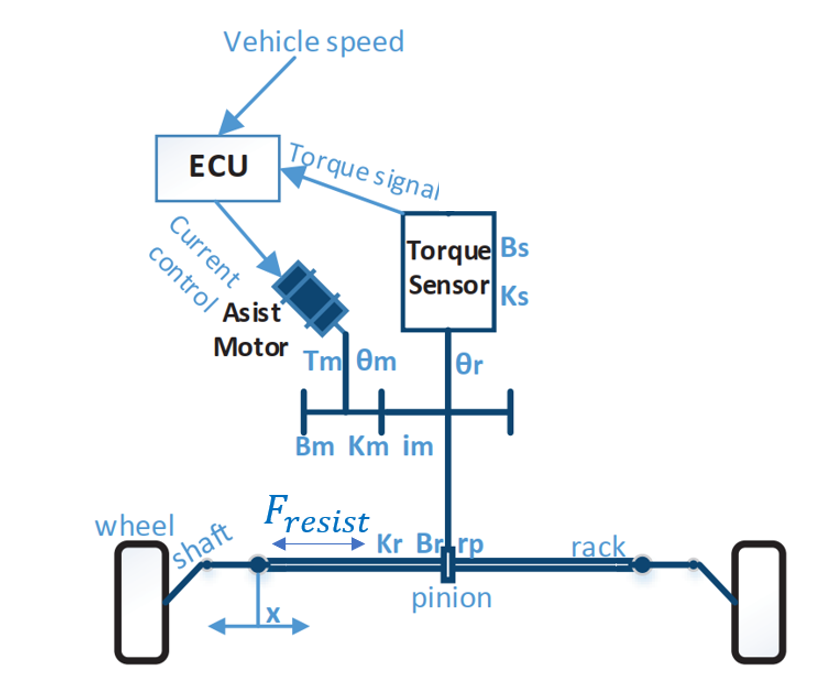 Vehicle speed
ECU
Torque signal
Current
control
Torque
Sensor
Bs
Ks
Asist
Motor
Tm θm
θr
Bm Km im
Fresist
wheel
shaft
Kr Br rp
rack
pinion
x